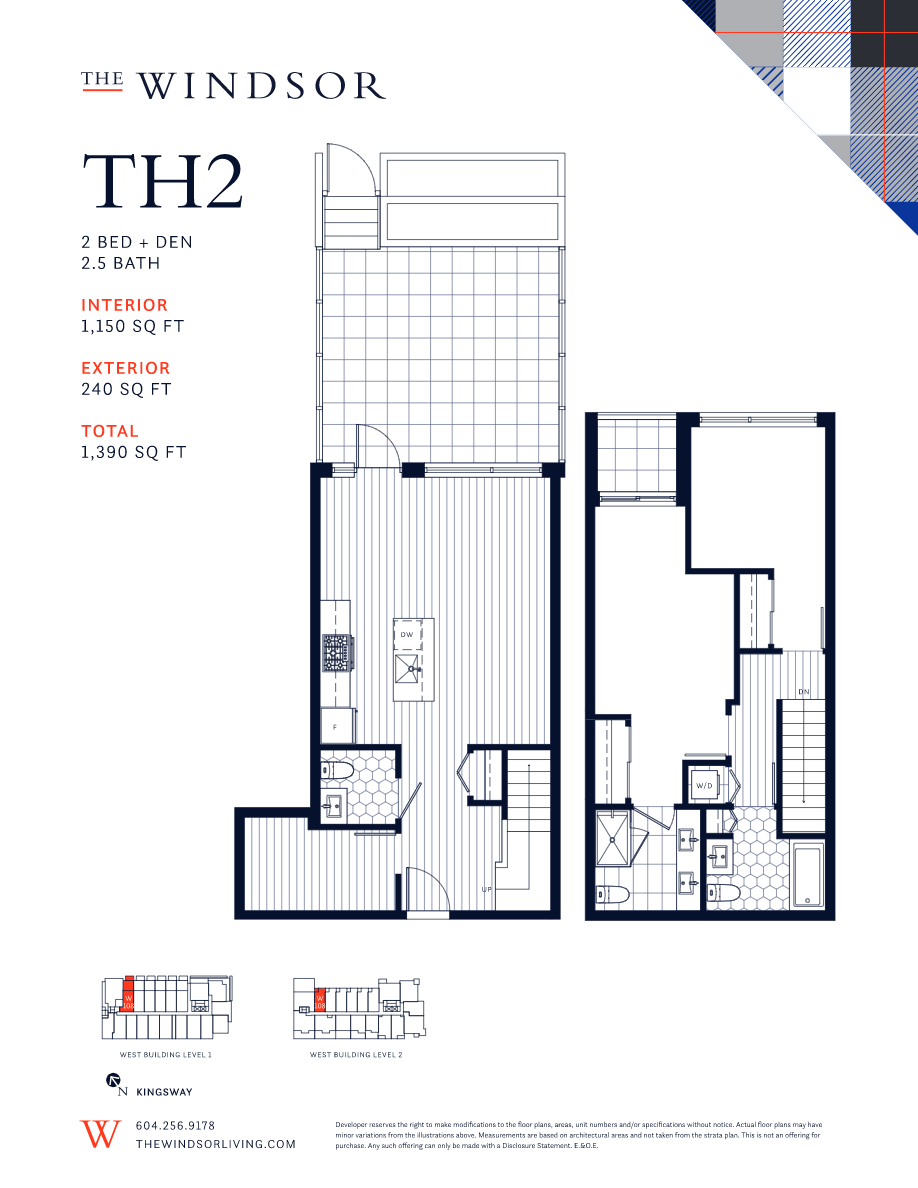 THE WINDSOR
TH2
2 BED + DEN
2.5 BATH
INTERIOR
1,150 SQ FT
EXTERIOR
240 SQ FT
TOTAL
1,390 SQ FT
DW
F
UP
DN
W/D
W
108
W
108
WEST BUILDING LEVEL 1
WEST BUILDING LEVEL 2
N
KINGSWAY
W
604.256.9178
THEWINDSORLIVING.COM
Developer reserves the right to make modifications to the floor plans, areas, unit numbers and/or specifications without notice. Actual floor plans may have
minor variations from the illustrations above. Measurements are based on architectural areas and not taken from the strata plan. This is not an offering for
purchase. Any such offering can only be made with a Disclosure Statement. E.&O.E.